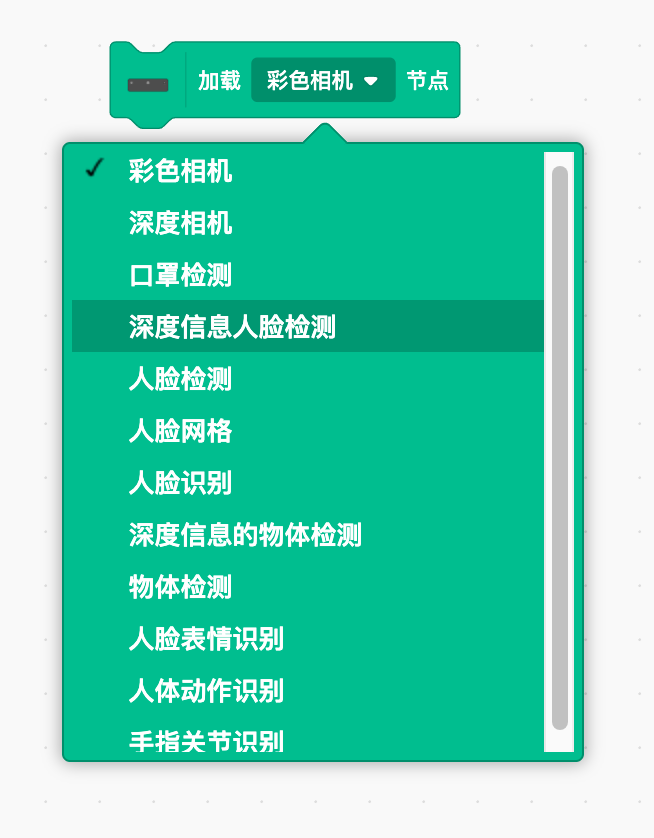 加载 彩色相机 节点
彩色相机
深度相机
口罩检测
深度信息人脸检测
人脸检测
人脸网格
人脸识别
深度信息的物体检测
物体检测
人脸表情识别
人体动作识别
手指关节识别